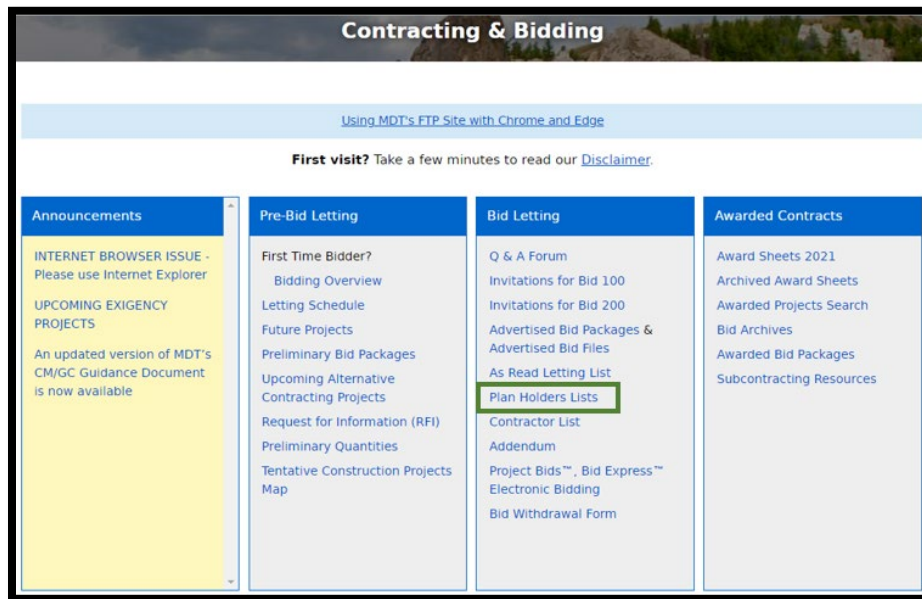 Contracting & Bidding
Using MDT's FTP Site with Chrome and Edge
First visit? Take a few minutes to read our Disclaimer.
Announcements
INTERNET BROWSER ISSUE -
Please use Internet Explorer
UPCOMING EXIGENCY
PROJECTS
An updated version of MDT’s
CM/GC Guidance Document
is now available
Pre-Bid Letting
First Time Bidder?
Bidding Overview
Letting Schedule
Future Projects
Preliminary Bid Packages
Upcoming Alternative
Contracting Projects
Request for Information (RFI)
Preliminary Quantities
Tentative Construction Projects
Map
Bid Letting
Q & A Forum
Invitations for Bid 100
Invitations for Bid 200
Advertised Bid Packages &
Advertised Bid Files
As Read Letting List
Plan Holders Lists
Contractor List
Addendum
Project Bids™, Bid Express™
Electronic Bidding
Bid Withdrawal Form
Awarded Contracts
Award Sheets 2021
Archived Award Sheets
Awarded Projects Search
Bid Archives
Awarded Bid Packages
Subcontracting Resources